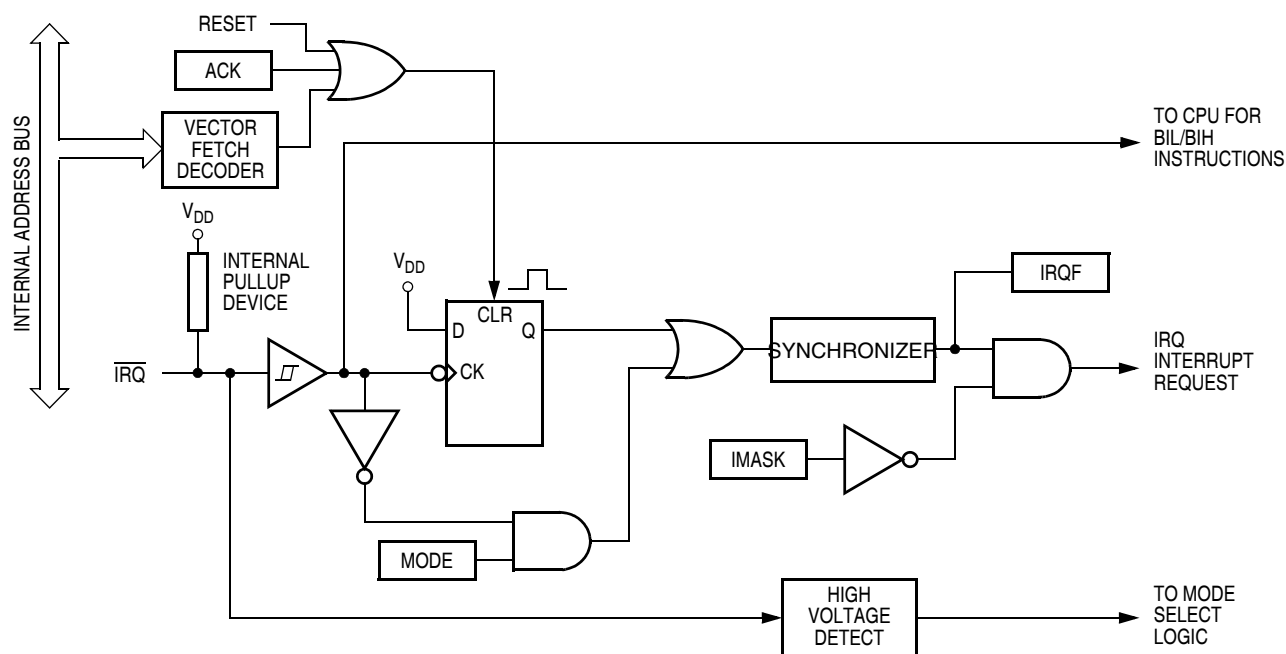 RESET
ACK
VECTOR
FETCH
DECODER
INTERNAL ADDRESS BUS
TO CPU FOR
BIL/BIH
INSTRUCTIONS
VDD
INTERNAL
PULLUP
DEVICE
VDD
D
CLR
Q
CK
IRQF
SYNCHRONIZER
IRQ
INTERRUPT
REQUEST
IRQ
IMASK
MODE
HIGH
VOLTAGE
DETECT
TO MODE
SELECT
LOGIC